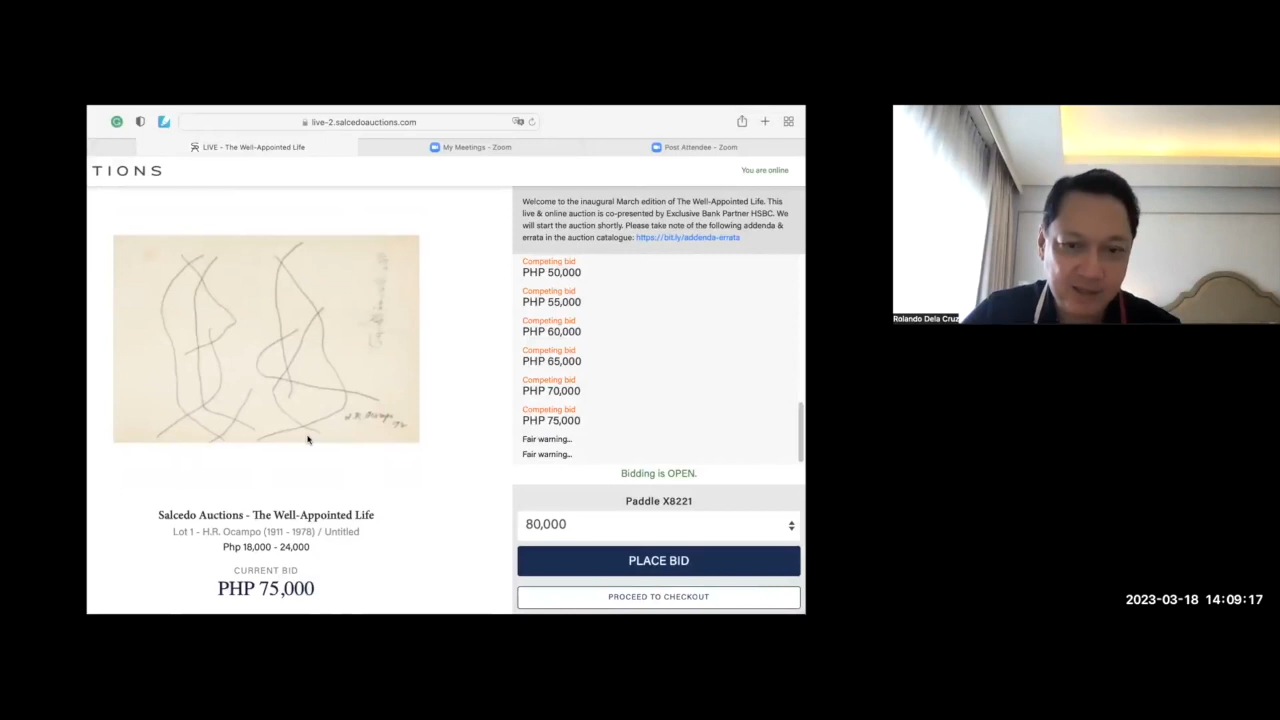 live-2.salcedoauctions.com
LIVE - The Well-Appointed Life
My Meetings - Zoom
Post Attendee - Zoom
TIONS
You are online
Welcome to the inaugural March edition of The Well-Appointed Life. This
live & online auction is co-presented by Exclusive Bank Partner HSBC. We
will start the auction shortly. Please take note of the following addenda &
errata in the auction catalogue: https://bit.ly/addenda-errata
Competing bid
PHP 50,000
Competing bid
PHP 55,000
Competing bid
PHP 60,000
Competing bid
PHP 65,000
Competing bid
PHP 70,000
Competing bid
PHP 75,000
Fair warning...
Fair warning...
Bidding is OPEN.
Paddle X8221
80,000
PLACE BID
PROCEED TO CHECKOUT
H.R. Ocampo
Salcedo Auctions - The Well-Appointed Life
Lot 1 - H.R. Ocampo (1911 - 1978) / Untitled
Php 18,000 - 24,000
CURRENT BID
PHP 75,000
Rolando Dela Cruz
2023-03-18 14:09:17